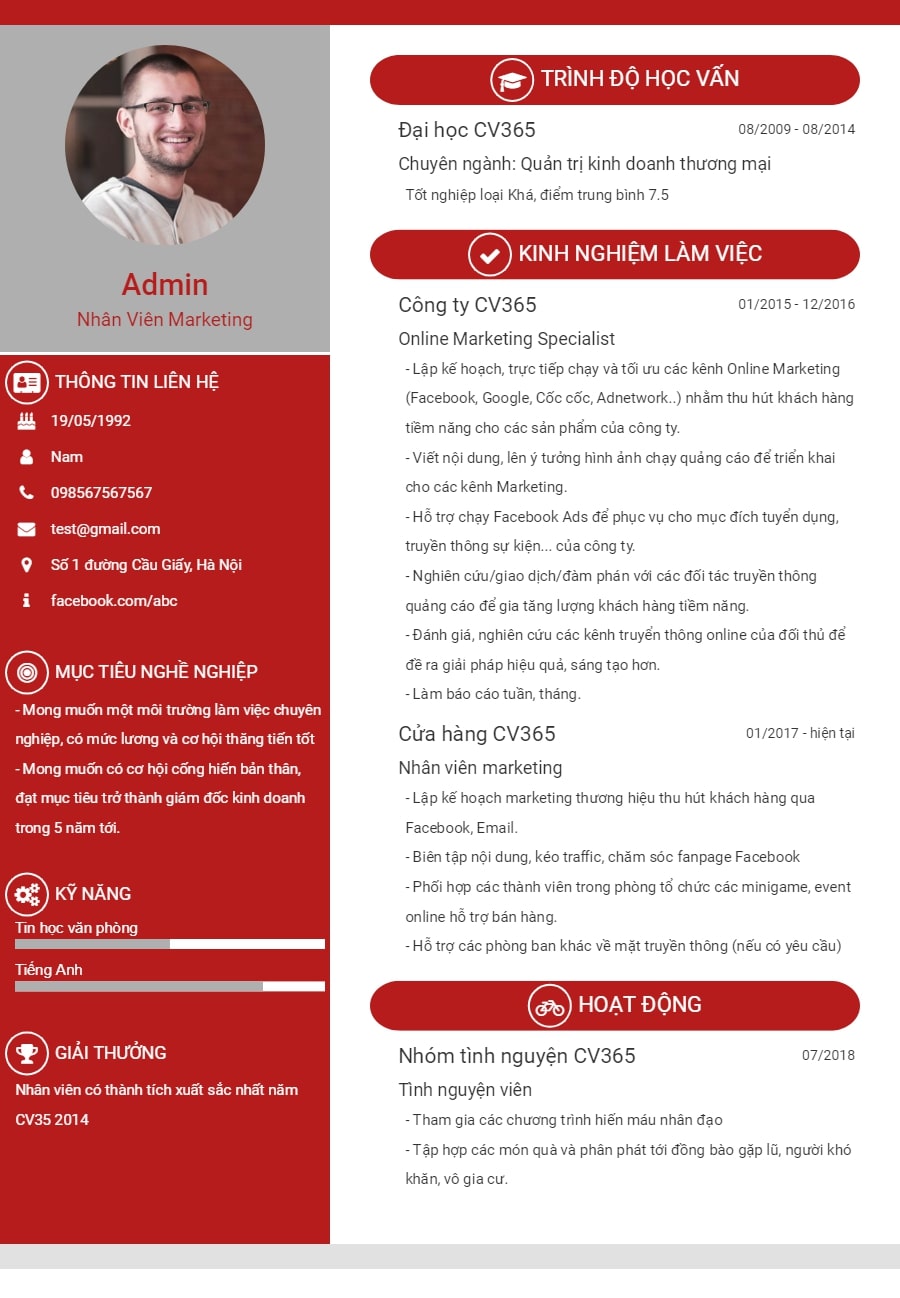 Admin
Nhân Viên Marketing
THÔNG TIN LIÊN HỆ
19/05/1992
Nam
098567567567
test@gmail.com
Số 1 đường Cầu Giấy, Hà Nội
facebook.com/abc
MỤC TIÊU NGHỀ NGHIỆP
- Mong muốn một môi trường làm việc chuyên
nghiệp, có mức lương và cơ hội thăng tiến tốt
- Mong muốn có cơ hội cống hiến bản thân,
đạt mục tiêu trở thành giám đốc kinh doanh
trong 5 năm tới.
KỸ NĂNG
Tin học văn phòng
Tiếng Anh
GIẢI THƯỞNG
Nhân viên có thành tích xuất sắc nhất năm
CV35 2014
TRÌNH ĐỘ HỌC VẤN
Đại học CV365 08/2009 - 08/2014
Chuyên ngành: Quản trị kinh doanh thương mại
Tốt nghiệp loại Khá, điểm trung bình 7.5
KINH NGHIỆM LÀM VIỆC
Công ty CV365 01/2015 - 12/2016
Online Marketing Specialist
- Lập kế hoạch, trực tiếp chạy và tối ưu các kênh Online Marketing
(Facebook, Google, Cốc cốc, Adnetwork..) nhằm thu hút khách hàng
tiềm năng cho các sản phẩm của công ty.
- Viết nội dung, lên ý tưởng hình ảnh chạy quảng cáo để triển khai
cho các kênh Marketing.
- Hỗ trợ chạy Facebook Ads để phục vụ cho mục đích tuyển dụng,
truyền thông sự kiện... của công ty.
- Nghiên cứu/giao dịch/đàm phán với các đối tác truyền thông
quảng cáo để gia tăng lượng khách hàng tiềm năng.
- Đánh giá, nghiên cứu các kênh truyển thông online của đối thủ để
đề ra giải pháp hiệu quả, sáng tạo hơn.
- Làm báo cáo tuần, tháng.
Cửa hàng CV365 01/2017 - hiện tại
Nhân viên marketing
- Lập kế hoạch marketing thương hiệu thu hút khách hàng qua
Facebook, Email.
- Biên tập nội dung, kéo traffic, chăm sóc fanpage Facebook
- Phối hợp các thành viên trong phòng tổ chức các minigame, event
online hỗ trợ bán hàng.
- Hỗ trợ các phòng ban khác về mặt truyền thông (nếu có yêu cầu)
HOẠT ĐỘNG
Nhóm tình nguyện CV365 07/2018
Tình nguyện viên
- Tham gia các chương trình hiến máu nhân đạo
- Tập hợp các món quà và phân phát tới đồng bào gặp lũ, người khó
khăn, vô gia cư.